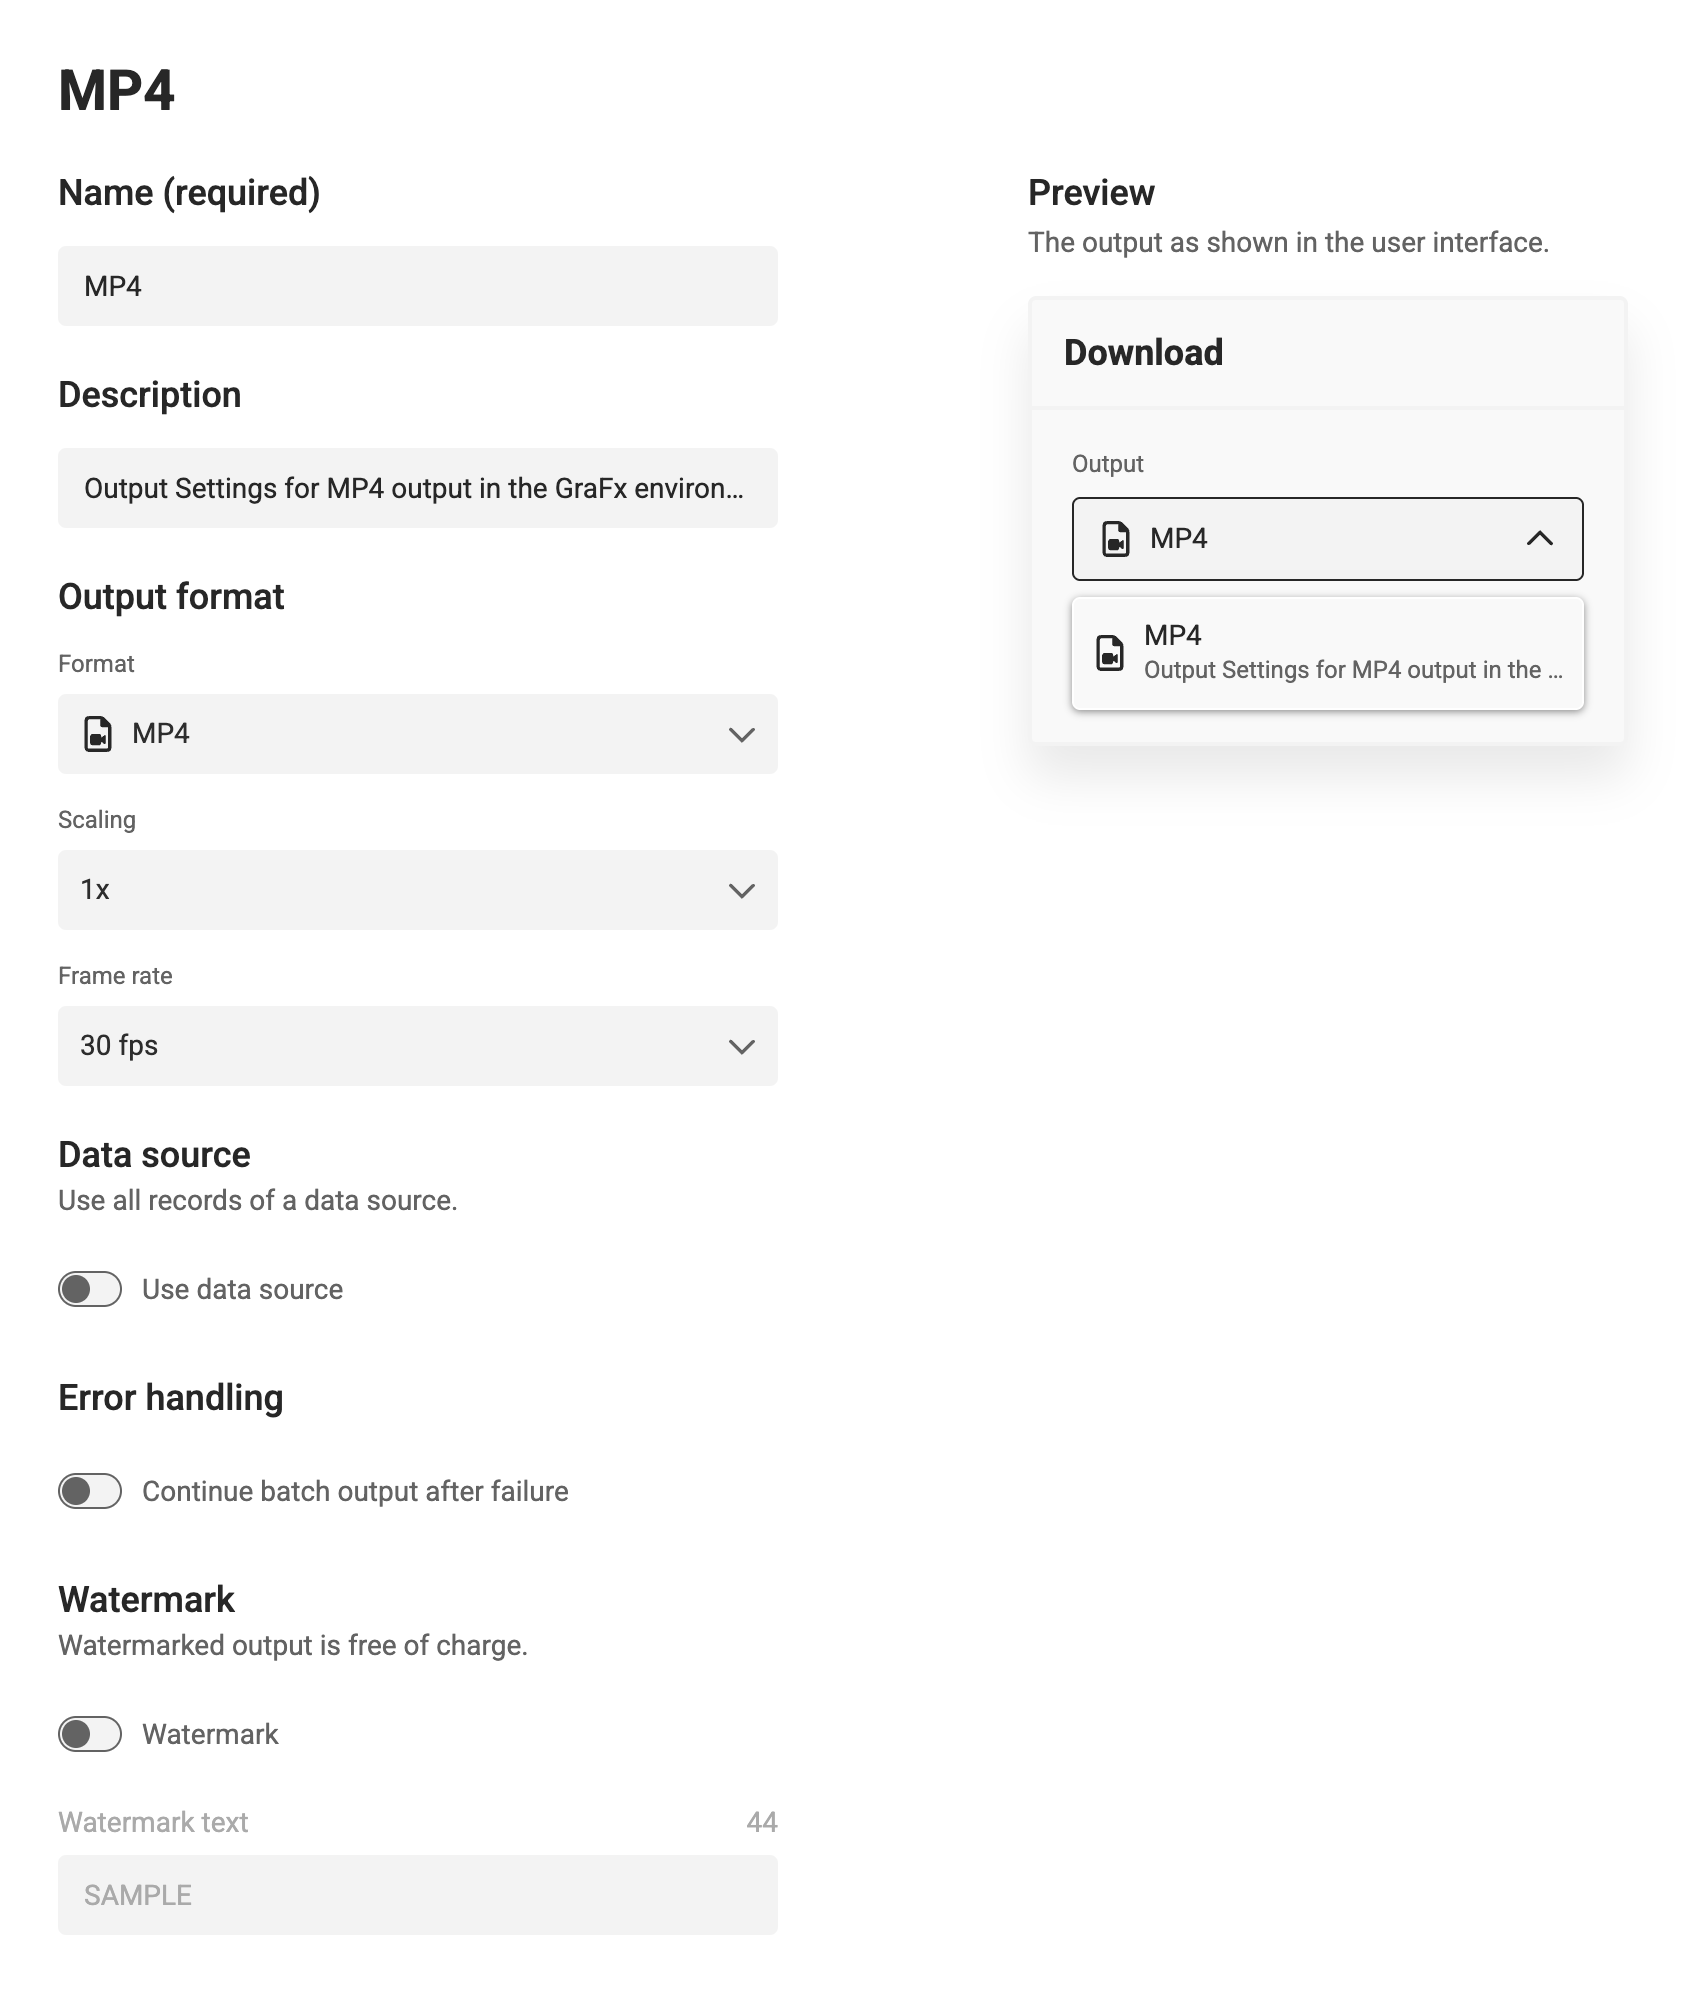 MP4
Name (required)
MP4
Description
Output Settings for MP4 output in the GraFx environ...
Output format
Format
MP4
Scaling
1x
Frame rate
30 fps
Data source
Use all records of a data source.
Use data source
Error handling
Continue batch output after failure
Watermark
Watermarked output is free of charge.
Watermark
Watermark text 44
SAMPLE
Preview
The output as shown in the user interface.
Download
Output
MP4
MP4
Output Settings for MP4 output in the ...